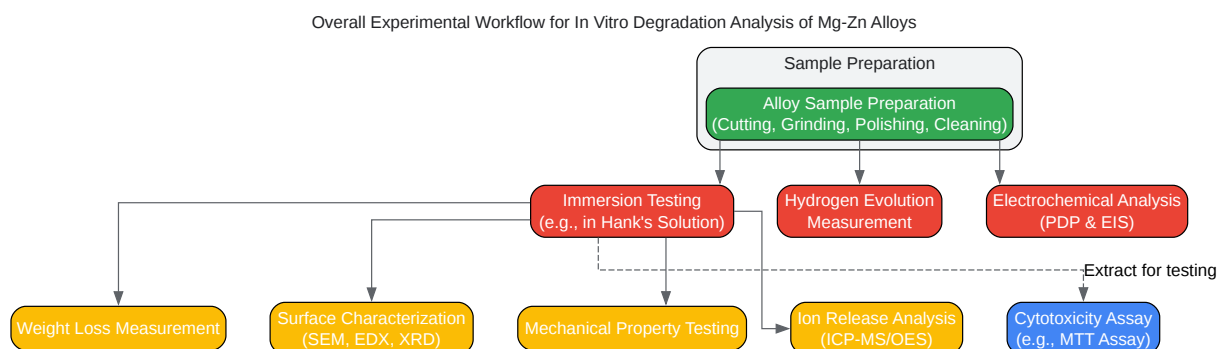 Overall Experimental Workflow for In Vitro Degradation Analysis of Mg-Zn Alloys
Sample Preparation
Alloy Sample Preparation
(Cutting, Grinding, Polishing, Cleaning)
Immersion Testing
(e.g., in Hank's Solution)
Hydrogen Evolution
Measurement
Electrochemical Analysis
(PDP & EIS)
Extract for testing
Weight Loss Measurement
Surface Characterization
(SEM, EDX, XRD)
Mechanical Property Testing
Ion Release Analysis
(ICP-MS/OES)
Cytotoxicity Assay
(e.g., MTT Assay)